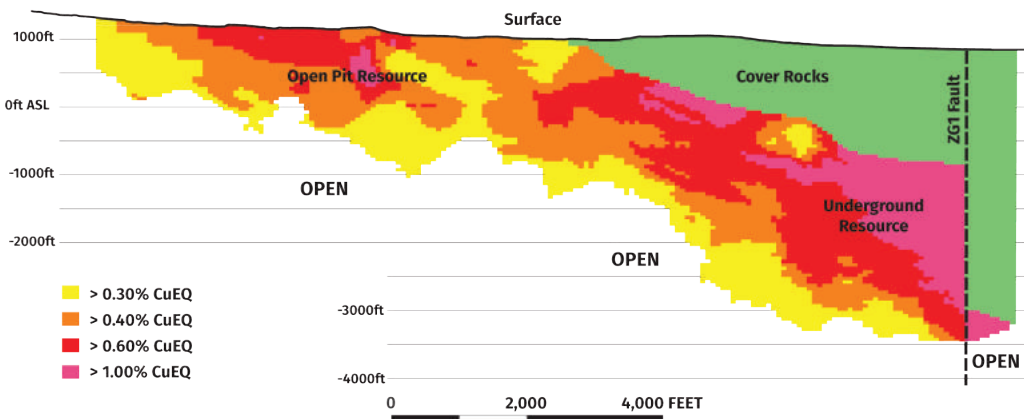 Surface
1000ft
Open Pit Resource
Cover Rocks
ZG1 Fault
0ft ASL
-1000ft
OPEN
Underground
Resource
-2000ft
OPEN
> 0.30% CuEQ
> 0.40% CuEQ
> 0.60% CuEQ
> 1.00% CuEQ
-3000ft
OPEN
-4000ft
0 2,000 4,000 FEET